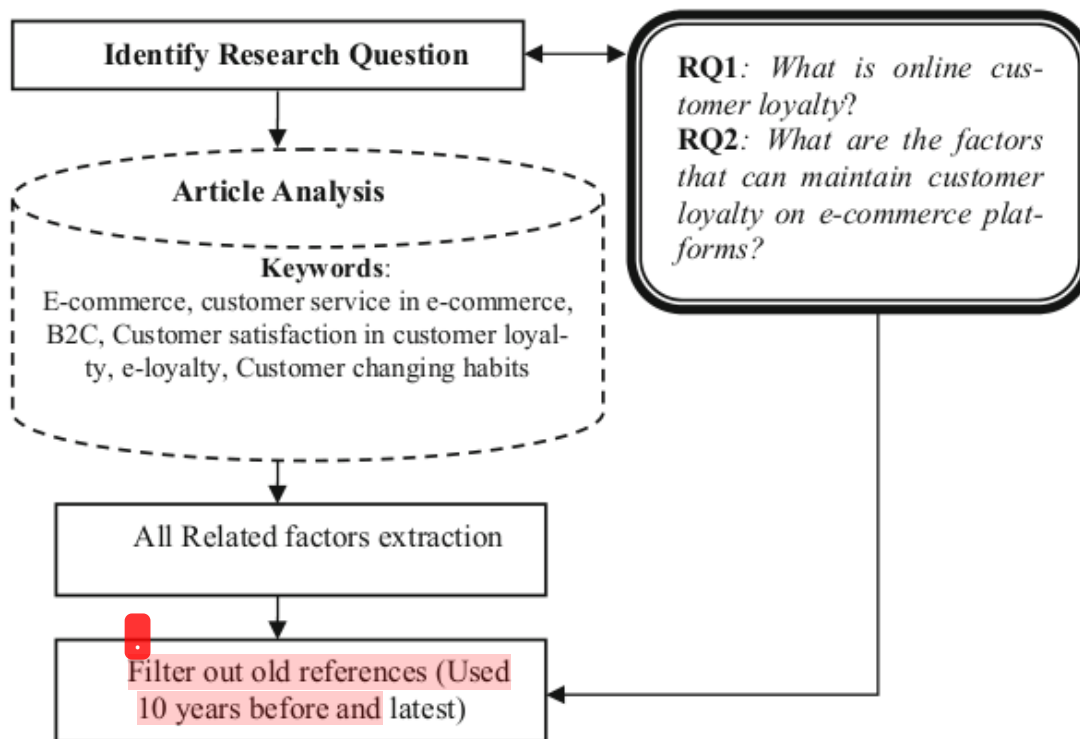 Identify Research Question
RQ1: What is online cus-
tomer loyalty?
RQ2: What are the factors
that can maintain customer
loyalty on e-commerce plat-
forms?
Article Analysis
Keywords:
E-commerce, customer service in e-commerce,
B2C, Customer satisfaction in customer loyal-
ty, e-loyalty, Customer changing habits
All Related factors extraction
Filter out old references (Used
10 years before and latest)